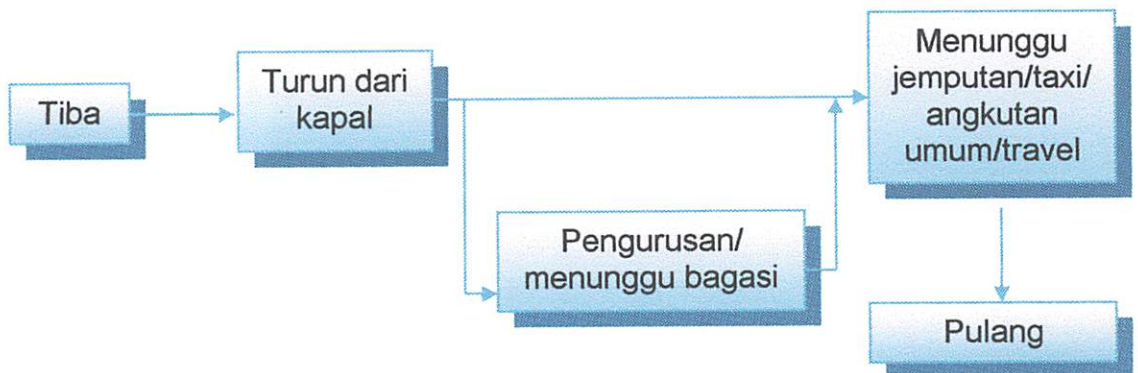 Tiba
Turun dari
kapal
Pengurusan/
menunggu bagasi
Menunggu
jemputan/taxi/
angkutan
umum/travel
Pulang